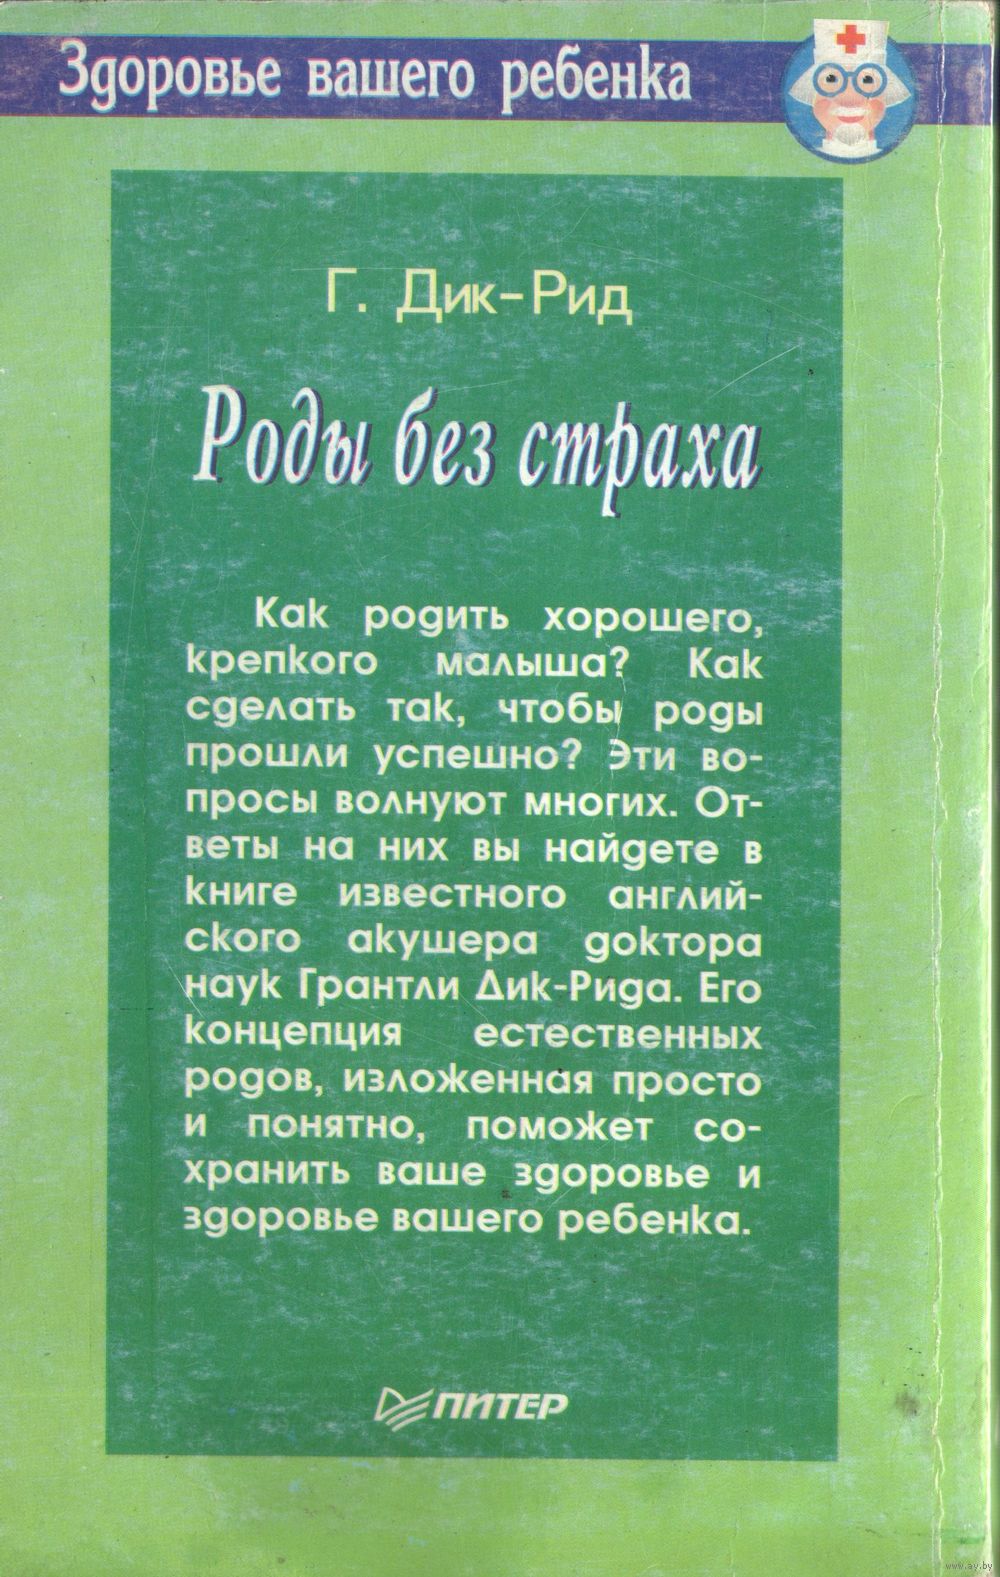 Здоровье вашего ребенка
Г. Дик-Рид
Роды без страха
Как родить хорошего,
крепкого малыша? Как
сделать так, чтобы роды
прошли успешно? Эти во-
просы волнуют многих. От-
веты на них вы найдете в
книге известного англий-
ского акушера доктора
наук Грантли Дик-Рида. Его
концепция естественных
родов, изложенная просто
и понятно, поможет со-
хранить ваше здоровье и
здоровье вашего ребенка.
ПИТЕР
www.ay.by